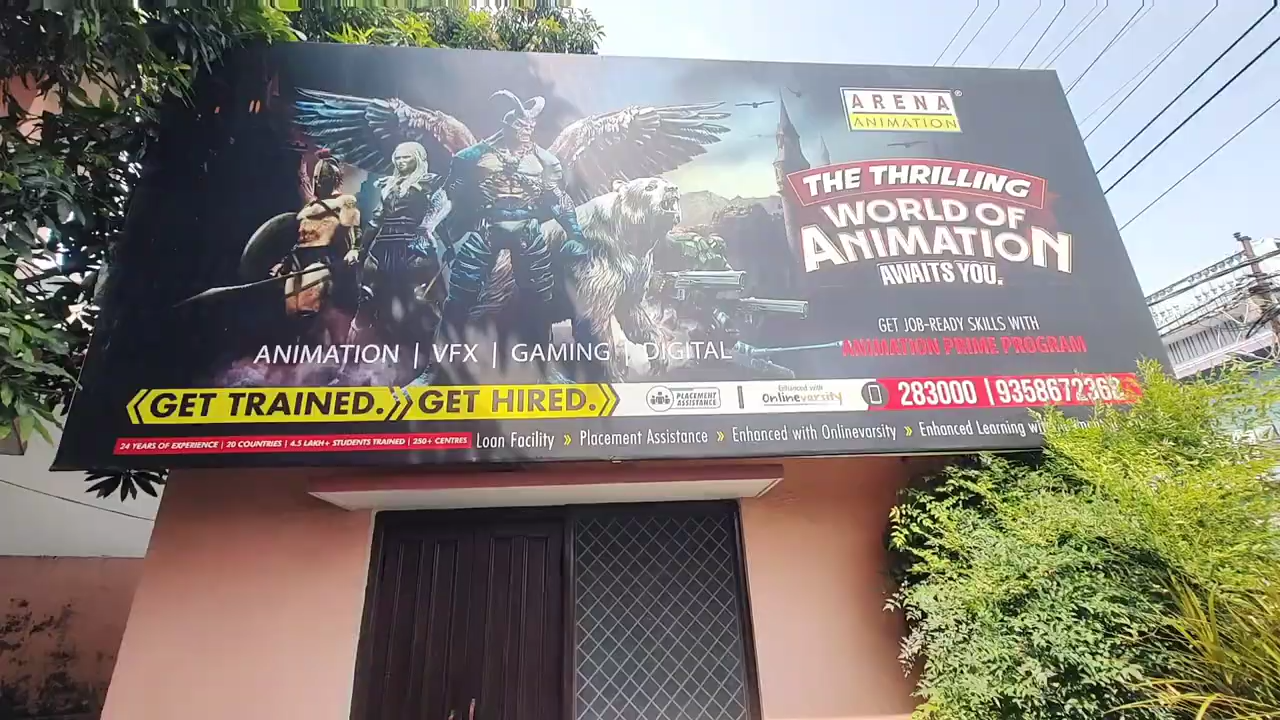 ARENA
ANIMATION
THE THRILLING
WORLD OF
ANIMATION
AWAITS YOU.
GET JOB-READY SKILLS WITH
ANIMATION PRIME PROGRAM
ANIMATION | VFX | GAMING | DIGITAL
GET TRAINED. GET HIRED.
PLACEMENT ASSISTANCE
Enhanced with
Onlinevarsity
283000 | 9358672362
24 YEARS OF EXPERIENCE | 20 COUNTRIES | 4.5 LAKH+ STUDENTS TRAINED | 250+ CENTRES
Loan Facility » Placement Assistance » Enhanced with Onlinevarsity » Enhanced Learning